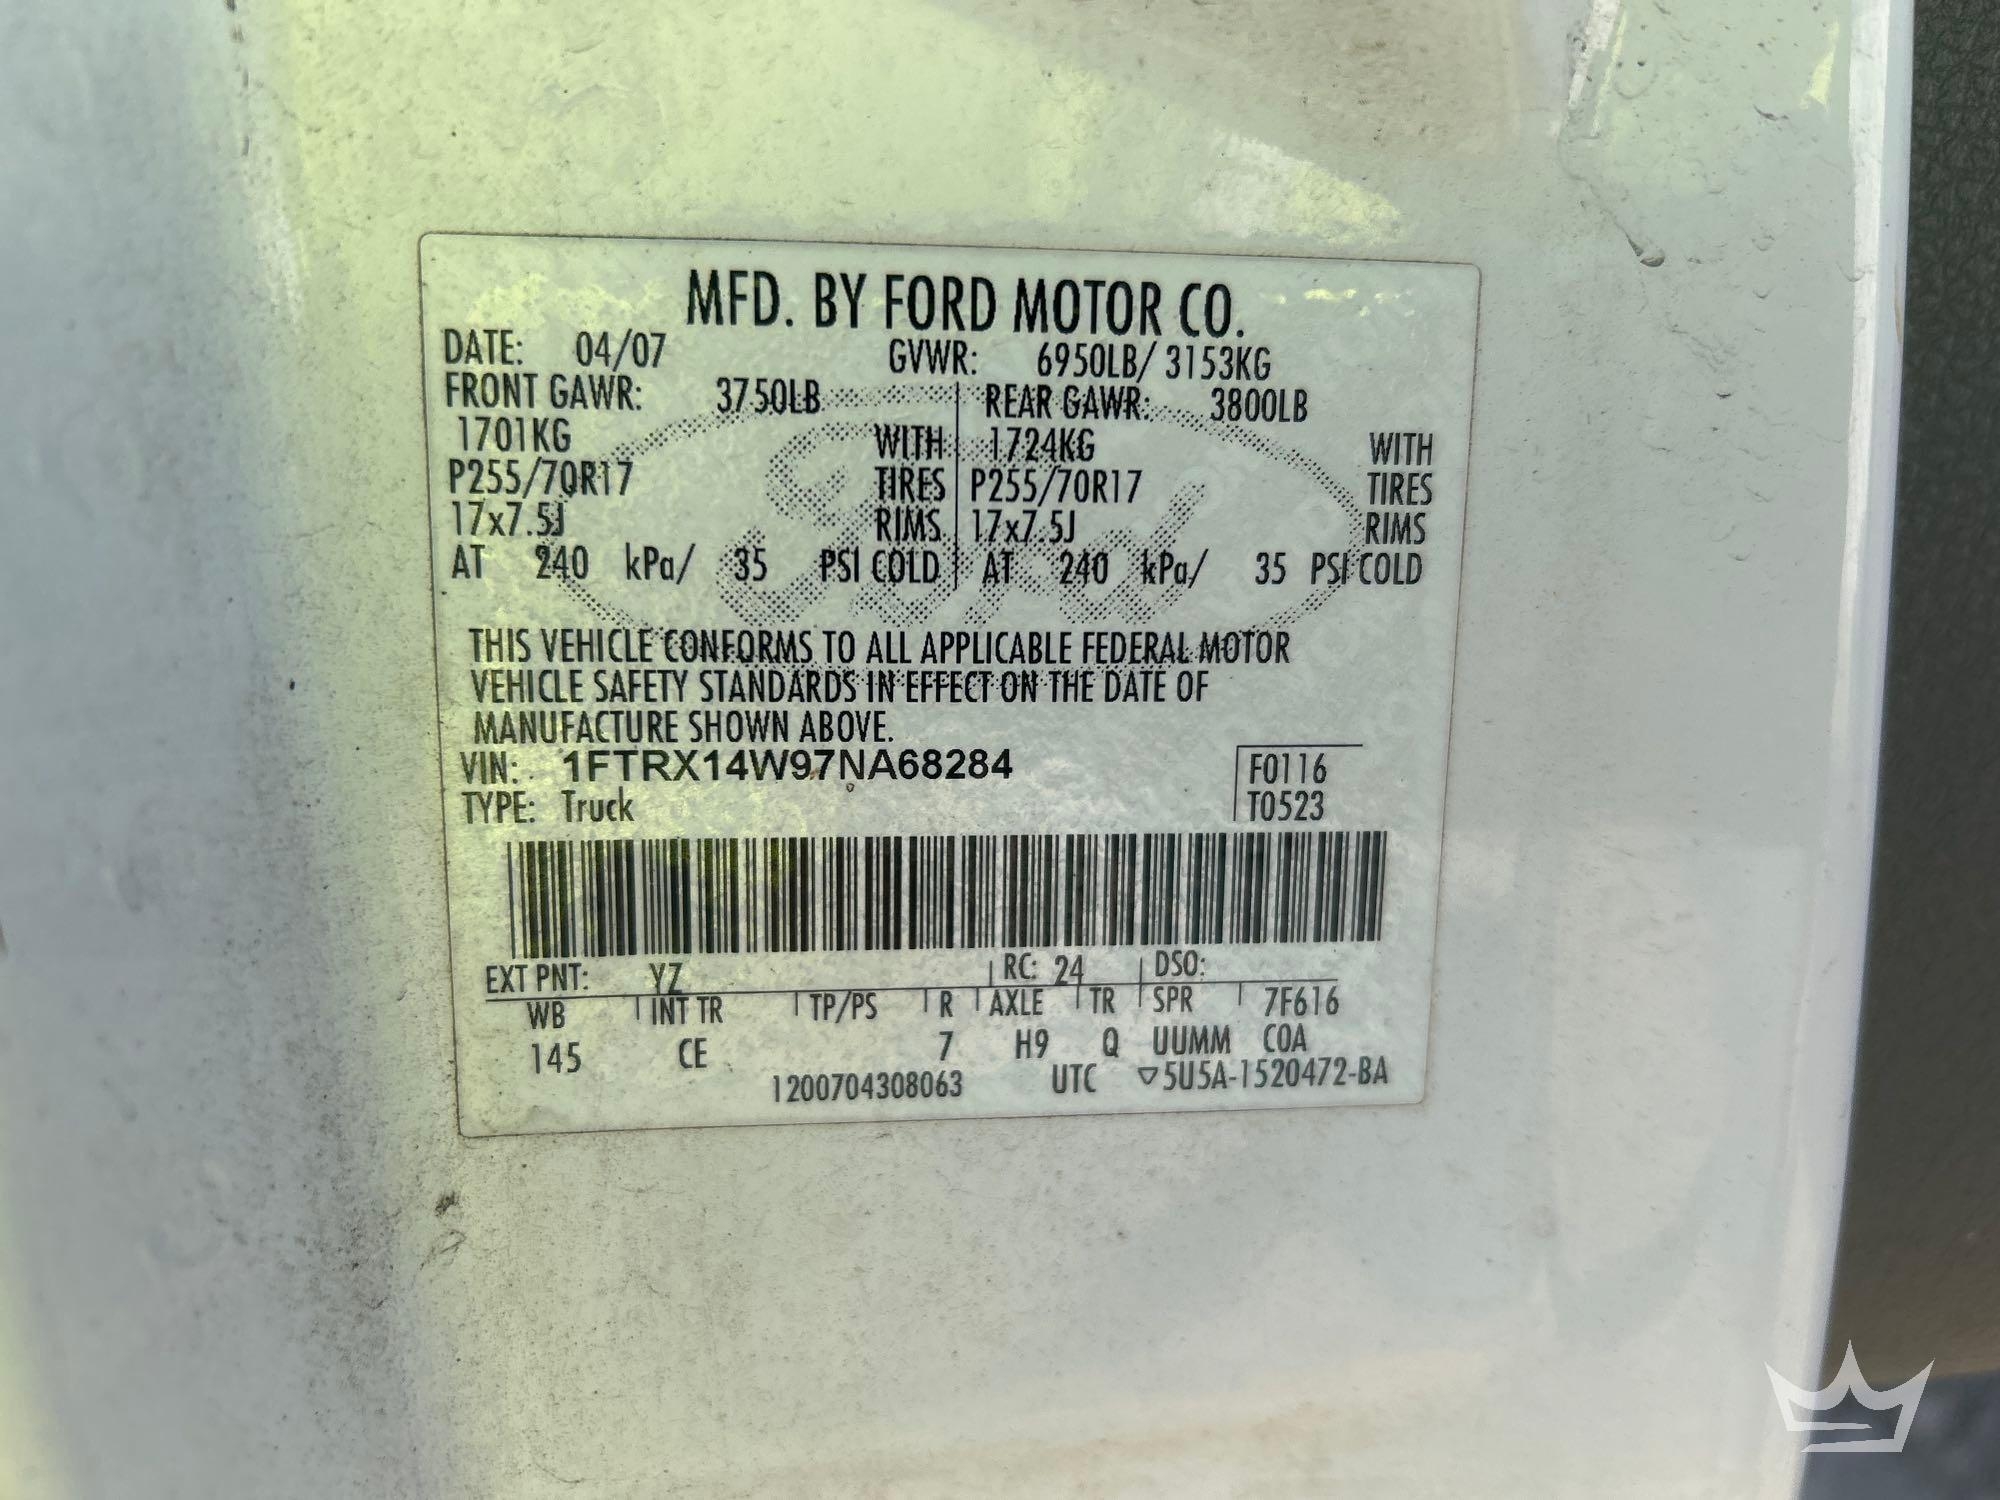 MFD. BY FORD MOTOR CO.
DATE: 04/07 GVWR: 6950LB/ 3153KG
FRONT GAWR: 3750LB REAR GAWR: 3800LB
1701KG WITH 1724KG WITH
P255/70R17 TIRES P255/70R17 TIRES
17x7.5J RIMS 17x7.5J RIMS
AT 240 kPa/ 35 PSI COLD AT 240 kPa/ 35 PSI COLD
Ford
THIS VEHICLE CONFORMS TO ALL APPLICABLE FEDERAL MOTOR
VEHICLE SAFETY STANDARDS IN EFFECT ON THE DATE OF
MANUFACTURE SHOWN ABOVE.
VIN: 1FTRX14W97NA68284 F0116
TYPE: Truck T0523
EXT PNT: YZ RC: 24 DSO:
WB INT TR TP/PS R AXLE TR SPR 7F616
145 CE 7 H9 Q UUMM COA
1200704308063 UTC ▽5U5A-1520472-BA